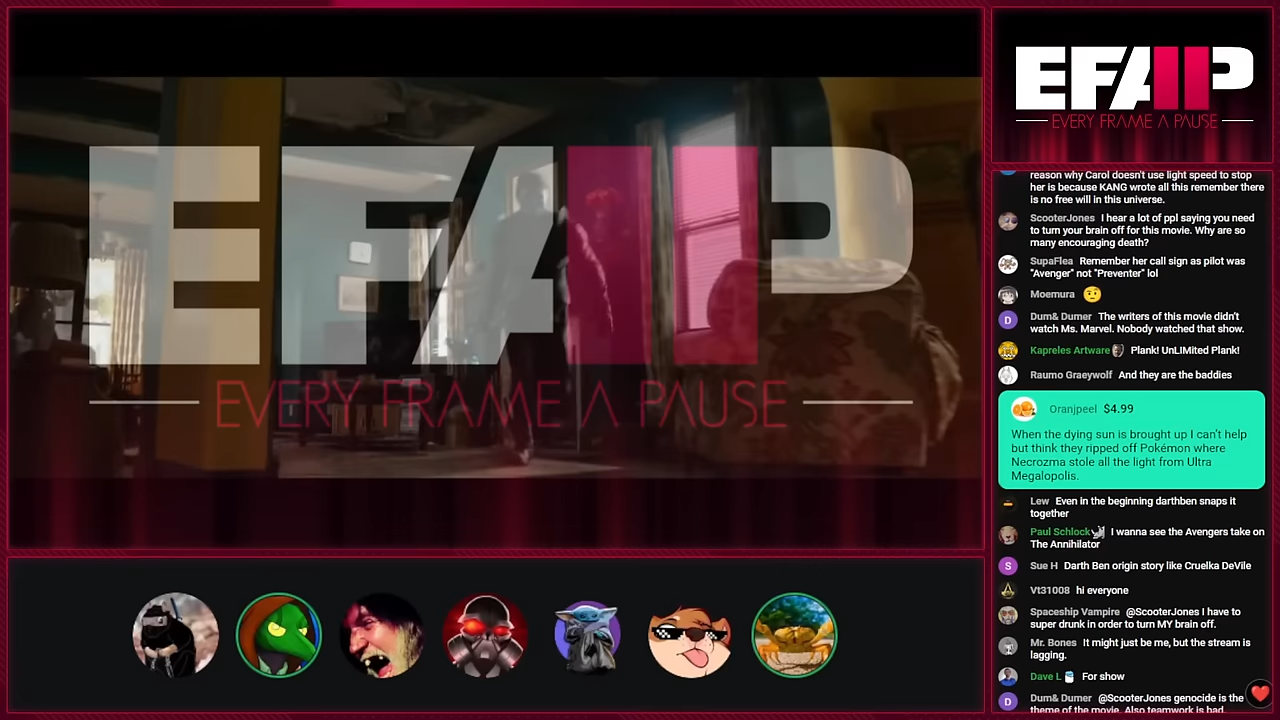 EFAP
EVERY FRAME A PAUSE
EFAP
EVERY FRAME A PAUSE
reason why Carol doesn't use light speed to stop
her is because KANG wrote all this remember there
is no free will in this universe.
ScooterJones I hear a lot of ppl saying you need
to turn your brain off for this movie. Why are so
many encouraging death?
SupaFlea Remember her call sign as pilot was
"Avenger" not "Preventer" lol
Moemura 🤨
D
Dum& Dumer The writers of this movie didn't
watch Ms. Marvel. Nobody watched that show.
Kapreles Artware Plank! UnLIMited Plank!
Raumo Graeywolf And they are the baddies
Oranjpeel $4.99
When the dying sun is brought up I can't help
but think they ripped off Pokémon where
Necrozma stole all the light from Ultra
Megalopolis.
Lew Even in the beginning darthben snaps it
together
Paul Schlock I wanna see the Avengers take on
The Annihilator
S
Sue H Darth Ben origin story like Cruelka DeVile
Vt31008 hi everyone
Spaceship Vampire @ScooterJones I have to
super drunk in order to turn MY brain off.
Mr. Bones It might just be me, but the stream is
lagging.
Dave L For show
D
Dum& Dumer @ScooterJones genocide is the
theme of the movie. Also teamwork is bad.